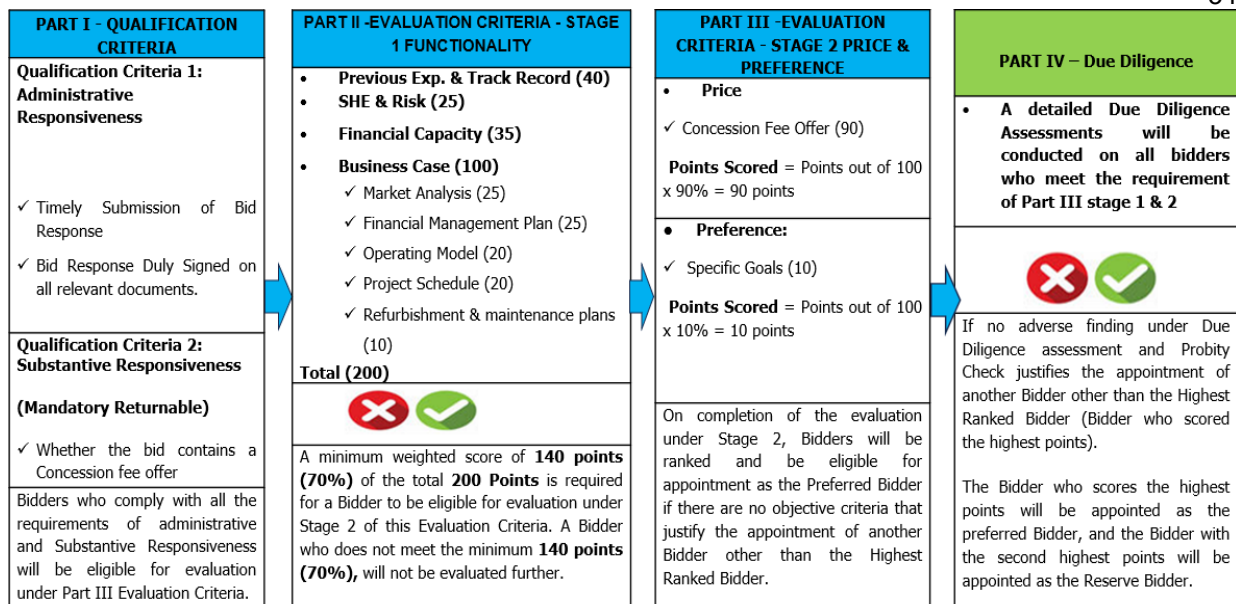 PART I - QUALIFICATION
CRITERIA
Qualification Criteria 1:
Administrative
Responsiveness
✓ Timely Submission of Bid
Response
✓ Bid Response Duly Signed on
all relevant documents.
Qualification Criteria 2:
Substantive Responsiveness
(Mandatory Returnable)
✓ Whether the bid contains a
Concession fee offer
Bidders who comply with all the
requirements of administrative
and Substantive Responsiveness
will be eligible for evaluation
under Part III Evaluation Criteria.
PART II -EVALUATION CRITERIA - STAGE
1 FUNCTIONALITY
• Previous Exp. & Track Record (40)
• SHE & Risk (25)
• Financial Capacity (35)
• Business Case (100)
✓ Market Analysis (25)
✓ Financial Management Plan (25)
✓ Operating Model (20)
✓ Project Schedule (20)
✓ Refurbishment & maintenance plans
(10)
Total (200)
A minimum weighted score of 140 points
(70%) of the total 200 Points is required
for a Bidder to be eligible for evaluation under
Stage 2 of this Evaluation Criteria. A Bidder
who does not meet the minimum 140 points
(70%), will not be evaluated further.
PART III -EVALUATION
CRITERIA - STAGE 2 PRICE &
PREFERENCE
• Price
✓ Concession Fee Offer (90)
Points Scored = Points out of 100
x 90% = 90 points
• Preference:
✓ Specific Goals (10)
Points Scored = Points out of 100
x 10% = 10 points
On completion of the evaluation
under Stage 2, Bidders will be
ranked and be eligible for
appointment as the Preferred Bidder
if there are no objective criteria that
justify the appointment of another
Bidder other than the Highest
Ranked Bidder.
PART IV – Due Diligence
• A detailed Due Diligence
Assessments will be
conducted on all bidders
who meet the requirement
of Part III stage 1 & 2
If no adverse finding under Due
Diligence assessment and Probity
Check justifies the appointment of
another Bidder other than the Highest
Ranked Bidder (Bidder who scored
the highest points).
The Bidder who scores the highest
points will be appointed as the
preferred Bidder, and the Bidder with
the second highest points will be
appointed as the Reserve Bidder.